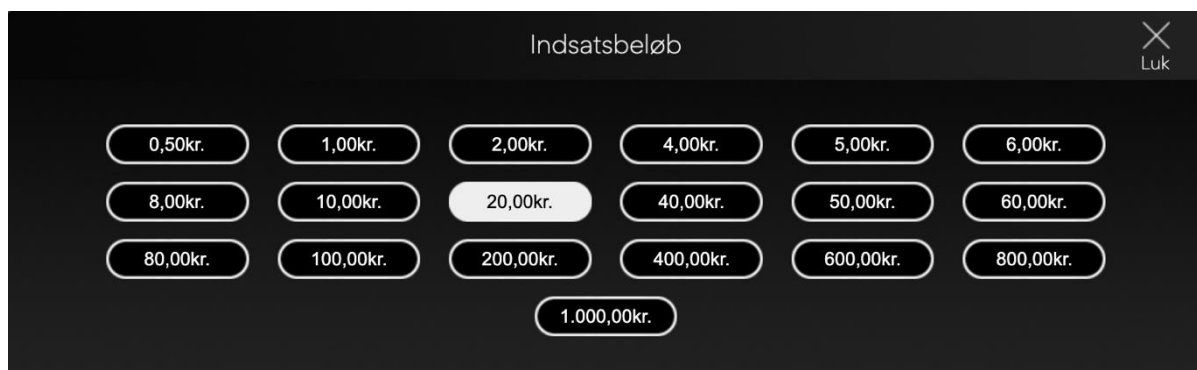 Indsatsbeløb
Luk
0,50kr. 1,00kr. 2,00kr. 4,00kr. 5,00kr. 6,00kr.
8,00kr. 10,00kr. 20,00kr. 40,00kr. 50,00kr. 60,00kr.
80,00kr. 100,00kr. 200,00kr. 400,00kr. 600,00kr. 800,00kr.
1.000,00kr.